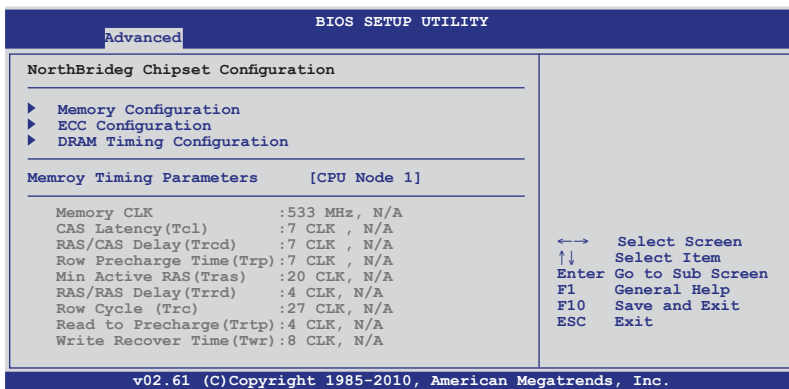 BIOS SETUP UTILITY
Advanced
NorthBrideg Chipset Configuration
Memory Configuration
ECC Configuration
DRAM Timing Configuration
Memroy Timing Parameters [CPU Node 1]
Memory CLK :533 MHz, N/A
CAS Latency(Tcl) :7 CLK , N/A
RAS/CAS Delay(Trcd) :7 CLK , N/A
Row Precharge Time(Trp):7 CLK , N/A
Min Active RAS(Tras) :20 CLK, N/A
RAS/RAS Delay(Trrd) :4 CLK, N/A
Row Cycle (Trc) :27 CLK, N/A
Read to Precharge(Trtp):4 CLK, N/A
Write Recover Time(Twr):8 CLK, N/A
←→ Select Screen
↑↓ Select Item
Enter Go to Sub Screen
F1 General Help
F10 Save and Exit
ESC Exit
v02.61 (C)Copyright 1985-2010, American Megatrends, Inc.